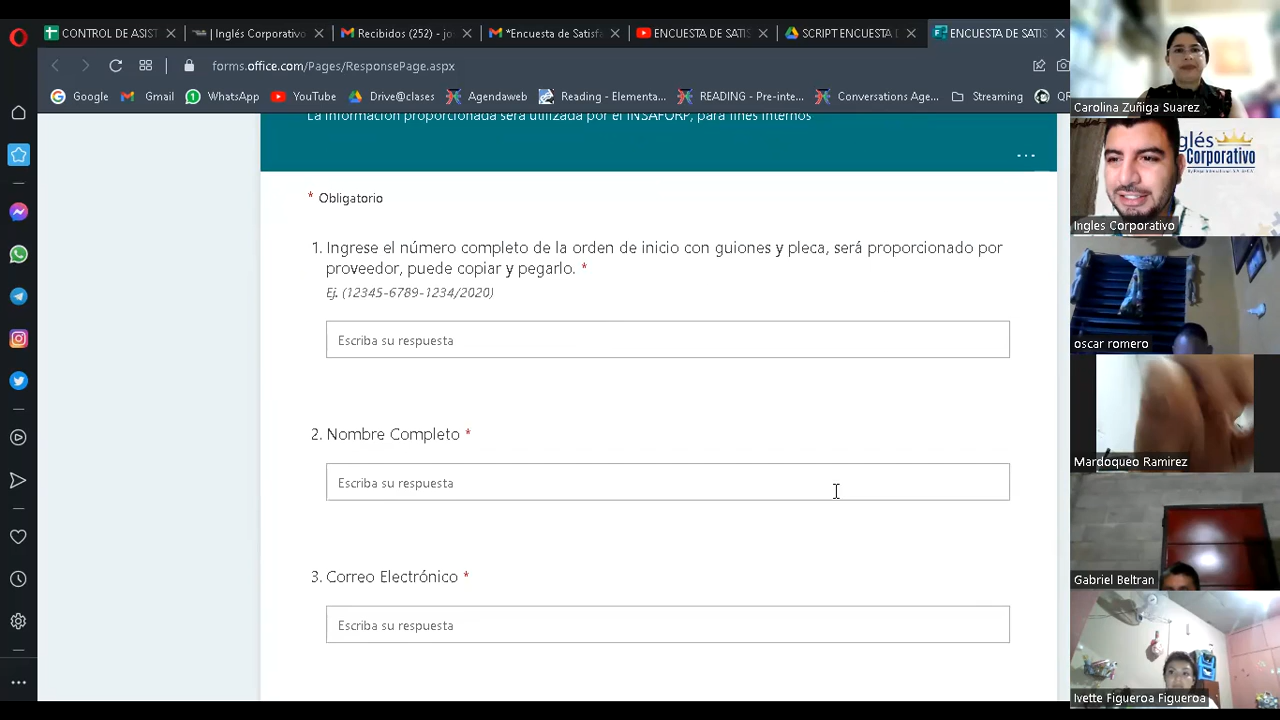 CONTROL DE ASIST
Inglés Corporativo
Recibidos (252) - jo
*Encuesta de Satisfa
ENCUESTA DE SATIS
SCRIPT ENCUESTA D
ENCUESTA DE SATIS
forms.office.com/Pages/ResponsePage.aspx
Google
Gmail
WhatsApp
YouTube
Drive@clases
Agendaweb
Reading - Elementa...
READING - Pre-inte...
Conversations Age...
Streaming
QR
La información proporcionada será utilizada por el INSAFORP, para fines internos
...
* Obligatorio
1. Ingrese el número completo de la orden de inicio con guiones y pleca, será proporcionado por
proveedor, puede copiar y pegarlo. *
Ej. (12345-6789-1234/2020)
Escriba su respuesta
2. Nombre Completo *
Escriba su respuesta
3. Correo Electrónico *
Escriba su respuesta
Carolina Zuñiga Suarez
glés
Corporativo
Ingles Corporativo
oscar romero
Mardoqueo Ramirez
Gabriel Beltran
Ivette Figueroa Figueroa